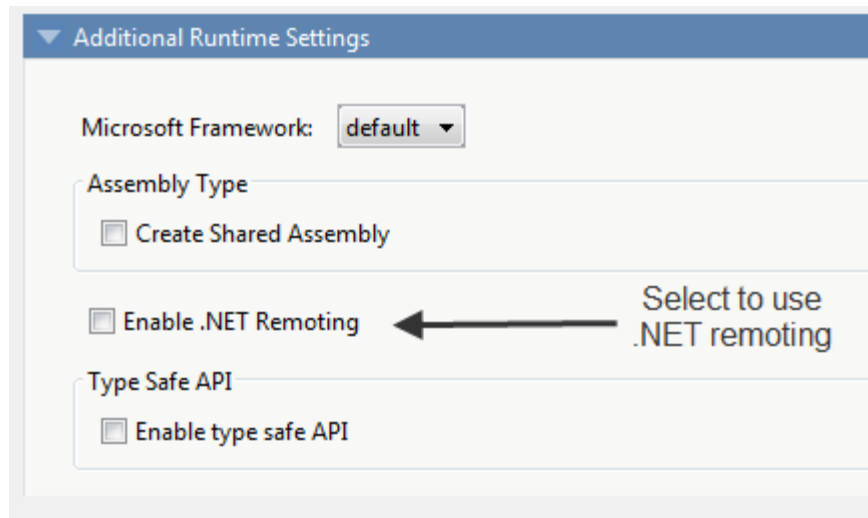 Additional Runtime Settings
Microsoft Framework: default
Assembly Type
Create Shared Assembly
Enable .NET Remoting
Select to use
.NET remoting
Type Safe API
Enable type safe API